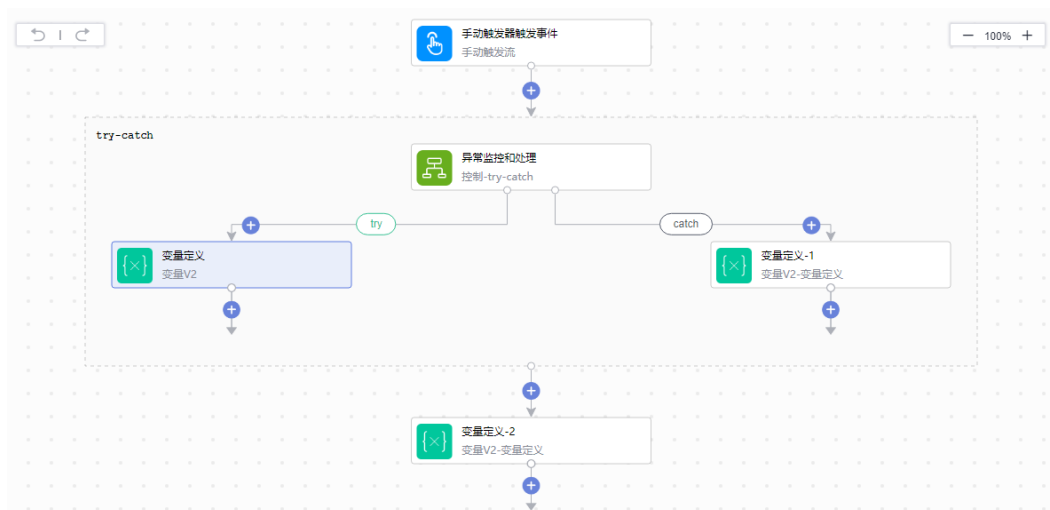 手动触发器触发事件
手动触发流
100%
try-catch
异常监控和处理
控制-try-catch
try
catch
变量定义
变量V2
变量定义-1
变量V2-变量定义
变量定义-2
变量V2-变量定义